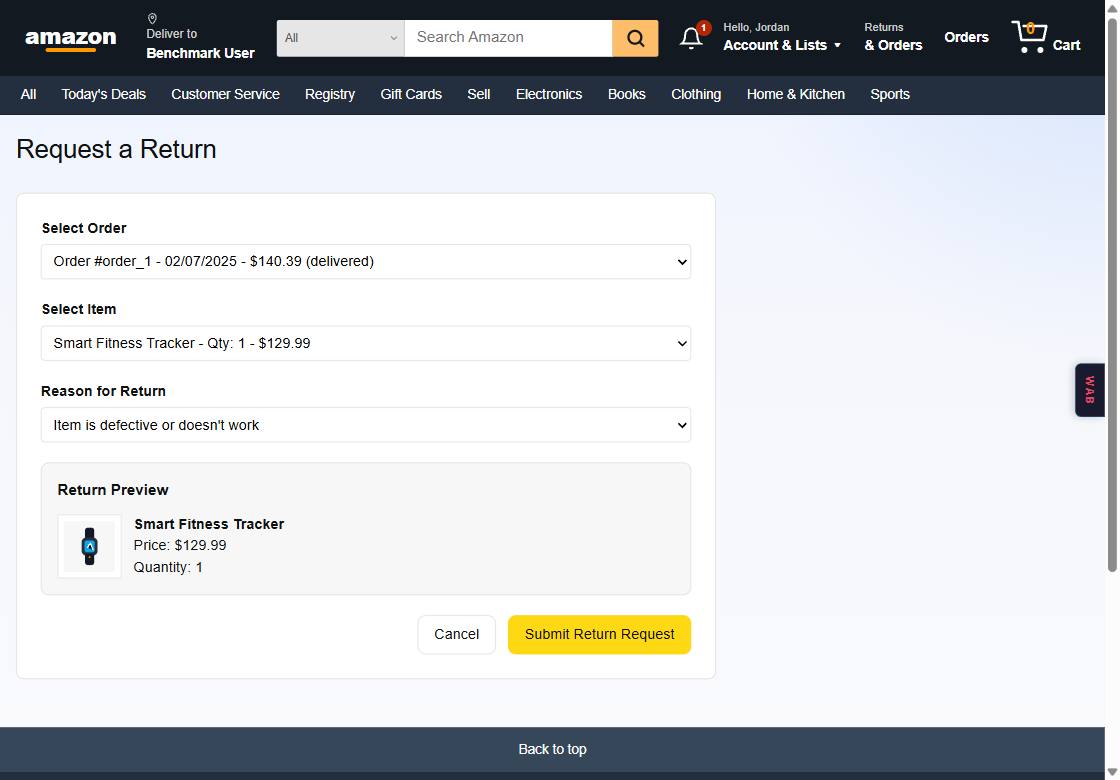 amazon
Deliver to
Benchmark User
All
Search Amazon
1
Hello, Jordan
Account & Lists
Returns
& Orders
Orders
0
Cart
All
Today's Deals
Customer Service
Registry
Gift Cards
Sell
Electronics
Books
Clothing
Home & Kitchen
Sports
Request a Return
Select Order
Order #order_1 - 02/07/2025 - $140.39 (delivered)
Select Item
Smart Fitness Tracker - Qty: 1 - $129.99
Reason for Return
Item is defective or doesn't work
Return Preview
Smart Fitness Tracker
Price: $129.99
Quantity: 1
Cancel
Submit Return Request
WAB
Back to top